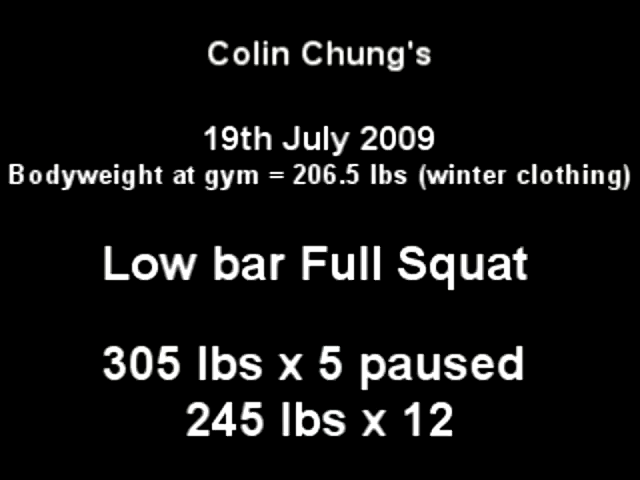 Colin Chung's
19th July 2009
Bodyweight at gym = 206.5 lbs (winter clothing)
Low bar Full Squat
305 lbs x 5 paused
245 lbs x 12